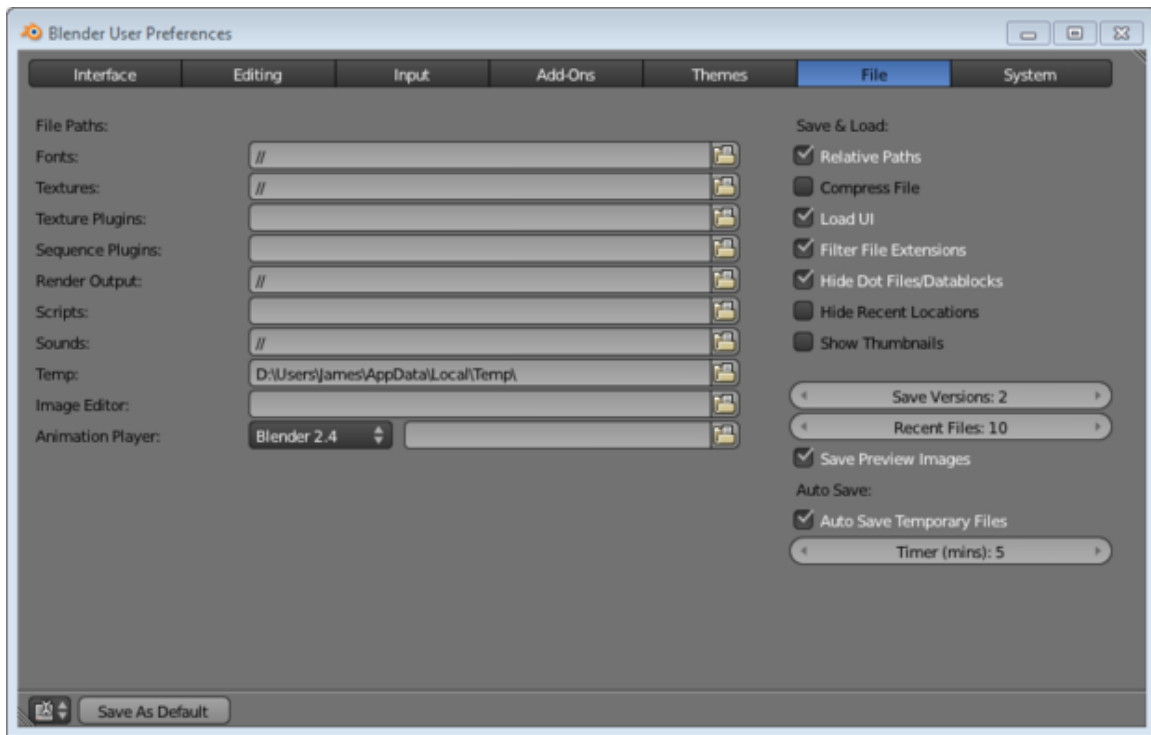 Blender User Preferences
Interface Editing Input Add-Ons Themes File System
File Paths:
Fonts: //
Textures: //
Texture Plugins:
Sequence Plugins:
Render Output: //
Scripts:
Sounds: //
Temp: D:\Users\James\AppData\Local\Temp\
Image Editor:
Animation Player: Blender 2.4
Save & Load:
Relative Paths
Compress File
Load UI
Filter File Extensions
Hide Dot Files/Datablocks
Hide Recent Locations
Show Thumbnails
Save Versions: 2
Recent Files: 10
Save Preview Images
Auto Save:
Auto Save Temporary Files
Timer (mins): 5
Save As Default